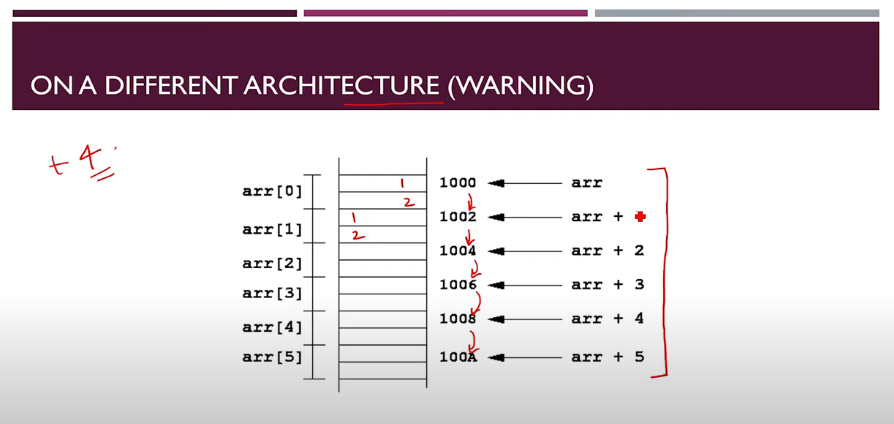 ON A DIFFERENT ARCHITECTURE (WARNING)
+ 4
arr[0] 1 1000 arr
2
arr[1] 1 1002 arr +
2
1004 arr + 2
arr[2]
arr[3] 1006 arr + 3
arr[4] 1008 arr + 4
arr[5] 100A arr + 5